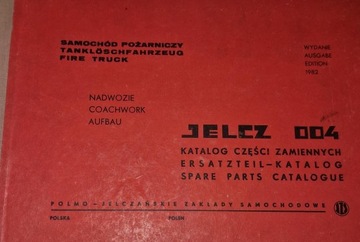 SAMOCHÓD POŻARNICZY
TANKLÖSCHFAHRZEUG
FIRE TRUCK
WYDANIE
AUSGABE
EDITION
1982
NADWOZIE
COACHWORK
AUFBAU
JELCZ 004
KATALOG CZĘŚCI ZAMIENNYCH
ERSATZTEIL-KATALOG
SPARE PARTS CATALOGUE
POLMO-JELCZAŃSKIE ZAKŁADY SAMOCHODOWE
POLSKA
POLEN